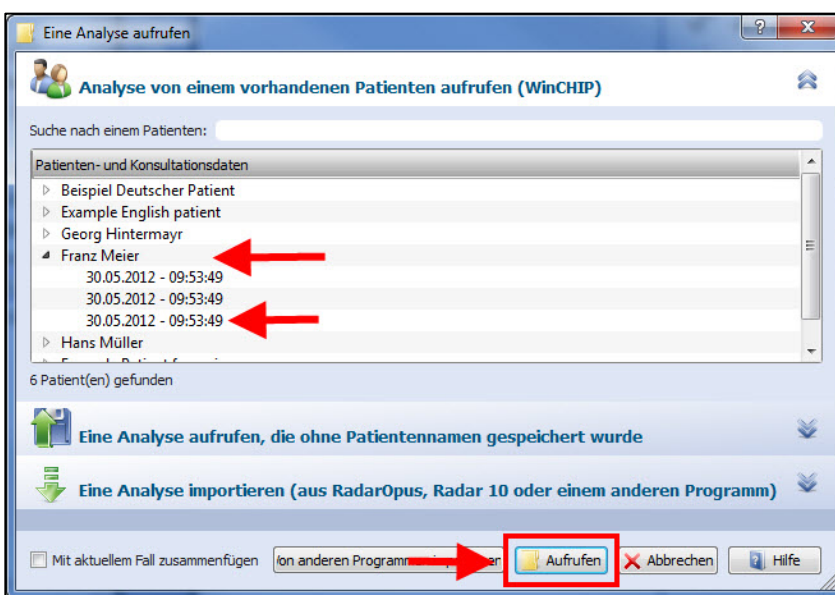 Eine Analyse aufrufen
Analyse von einem vorhandenen Patienten aufrufen (WinCHIP)
Suche nach einem Patienten:
Patienten- und Konsultationsdaten
Beispiel Deutscher Patient
Example English patient
Georg Hintermayr
Franz Meier
30.05.2012 - 09:53:49
30.05.2012 - 09:53:49
30.05.2012 - 09:53:49
Hans Müller
6 Patient(en) gefunden
Eine Analyse aufrufen, die ohne Patientennamen gespeichert wurde
Eine Analyse importieren (aus RadarOpus, Radar 10 oder einem anderen Programm)
Mit aktuellem Fall zusammenfügen anderen Aufrufen Abbrechen Hilfe